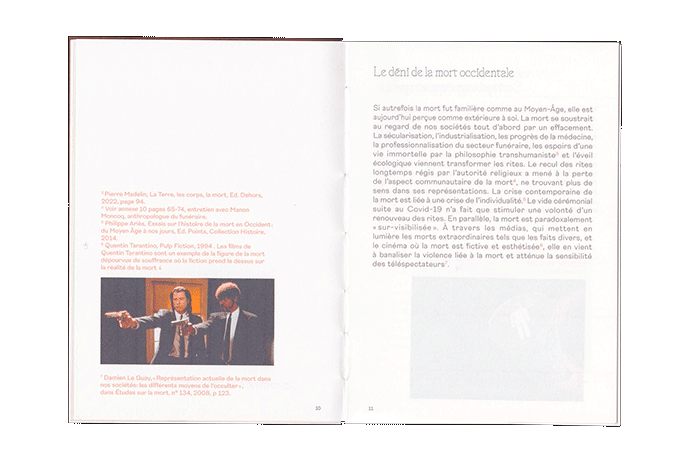 ³ Pierre Madelin, La Terre, les corps, la mort, Ed. Dehors,
2022, page 94.
⁴ Voir annexe 10 pages 65-74, entretien avec Manon
Moncoq, anthropologue du funéraire.
⁵ Philippe Ariès, Essais sur l'histoire de la mort en Occident:
du Moyen Âge à nos jours, Ed. Points, Collection Histoire,
2014.
⁶ Quentin Tarantino, Pulp Fiction, 1994 . Les films de
Quentin Tarantino sont un exemple de la figure de la mort
dépourvue de souffrance où la fiction prend le dessus sur
la réalité de la mort ↓
⁷ Damien Le Guay, « Représentation actuelle de la mort dans
nos sociétés: les différents moyens de l'occulter »,
dans Études sur la mort, n° 134, 2008, p 123.
10
Le déni de la mort occidentale
Si autrefois la mort fut familière comme au Moyen-Âge, elle est
aujourd'hui perçue comme extérieure à soi. La mort se soustrait
au regard de nos sociétés tout d'abord par un effacement.
La sécularisation, l'industrialisation, les progrès de la médecine,
la professionnalisation du secteur funéraire, les espoirs d'une
vie immortelle par la philosophie transhumaniste³ et l'éveil
écologique viennent transformer les rites. Le recul des rites
longtemps régis par l'autorité religieux a mené à la perte
de l'aspect communautaire de la mort⁴, ne trouvant plus de
sens dans ses représentations. La crise contemporaine de
la mort est liée à une crise de l'individualité.⁵ Le vide cérémonial
suite au Covid-19 n'a fait que stimuler une volonté d'un
renouveau des rites. En parallèle, la mort est paradoxalement
« sur-visibilisée ». À travers les médias, qui mettent en
lumière les morts extraordinaires tels que les faits divers, et
le cinéma où la mort est fictive et esthétisée⁶, elle en vient
à banaliser la violence liée à la mort et atténue la sensibilité
des téléspectateurs⁷.
11